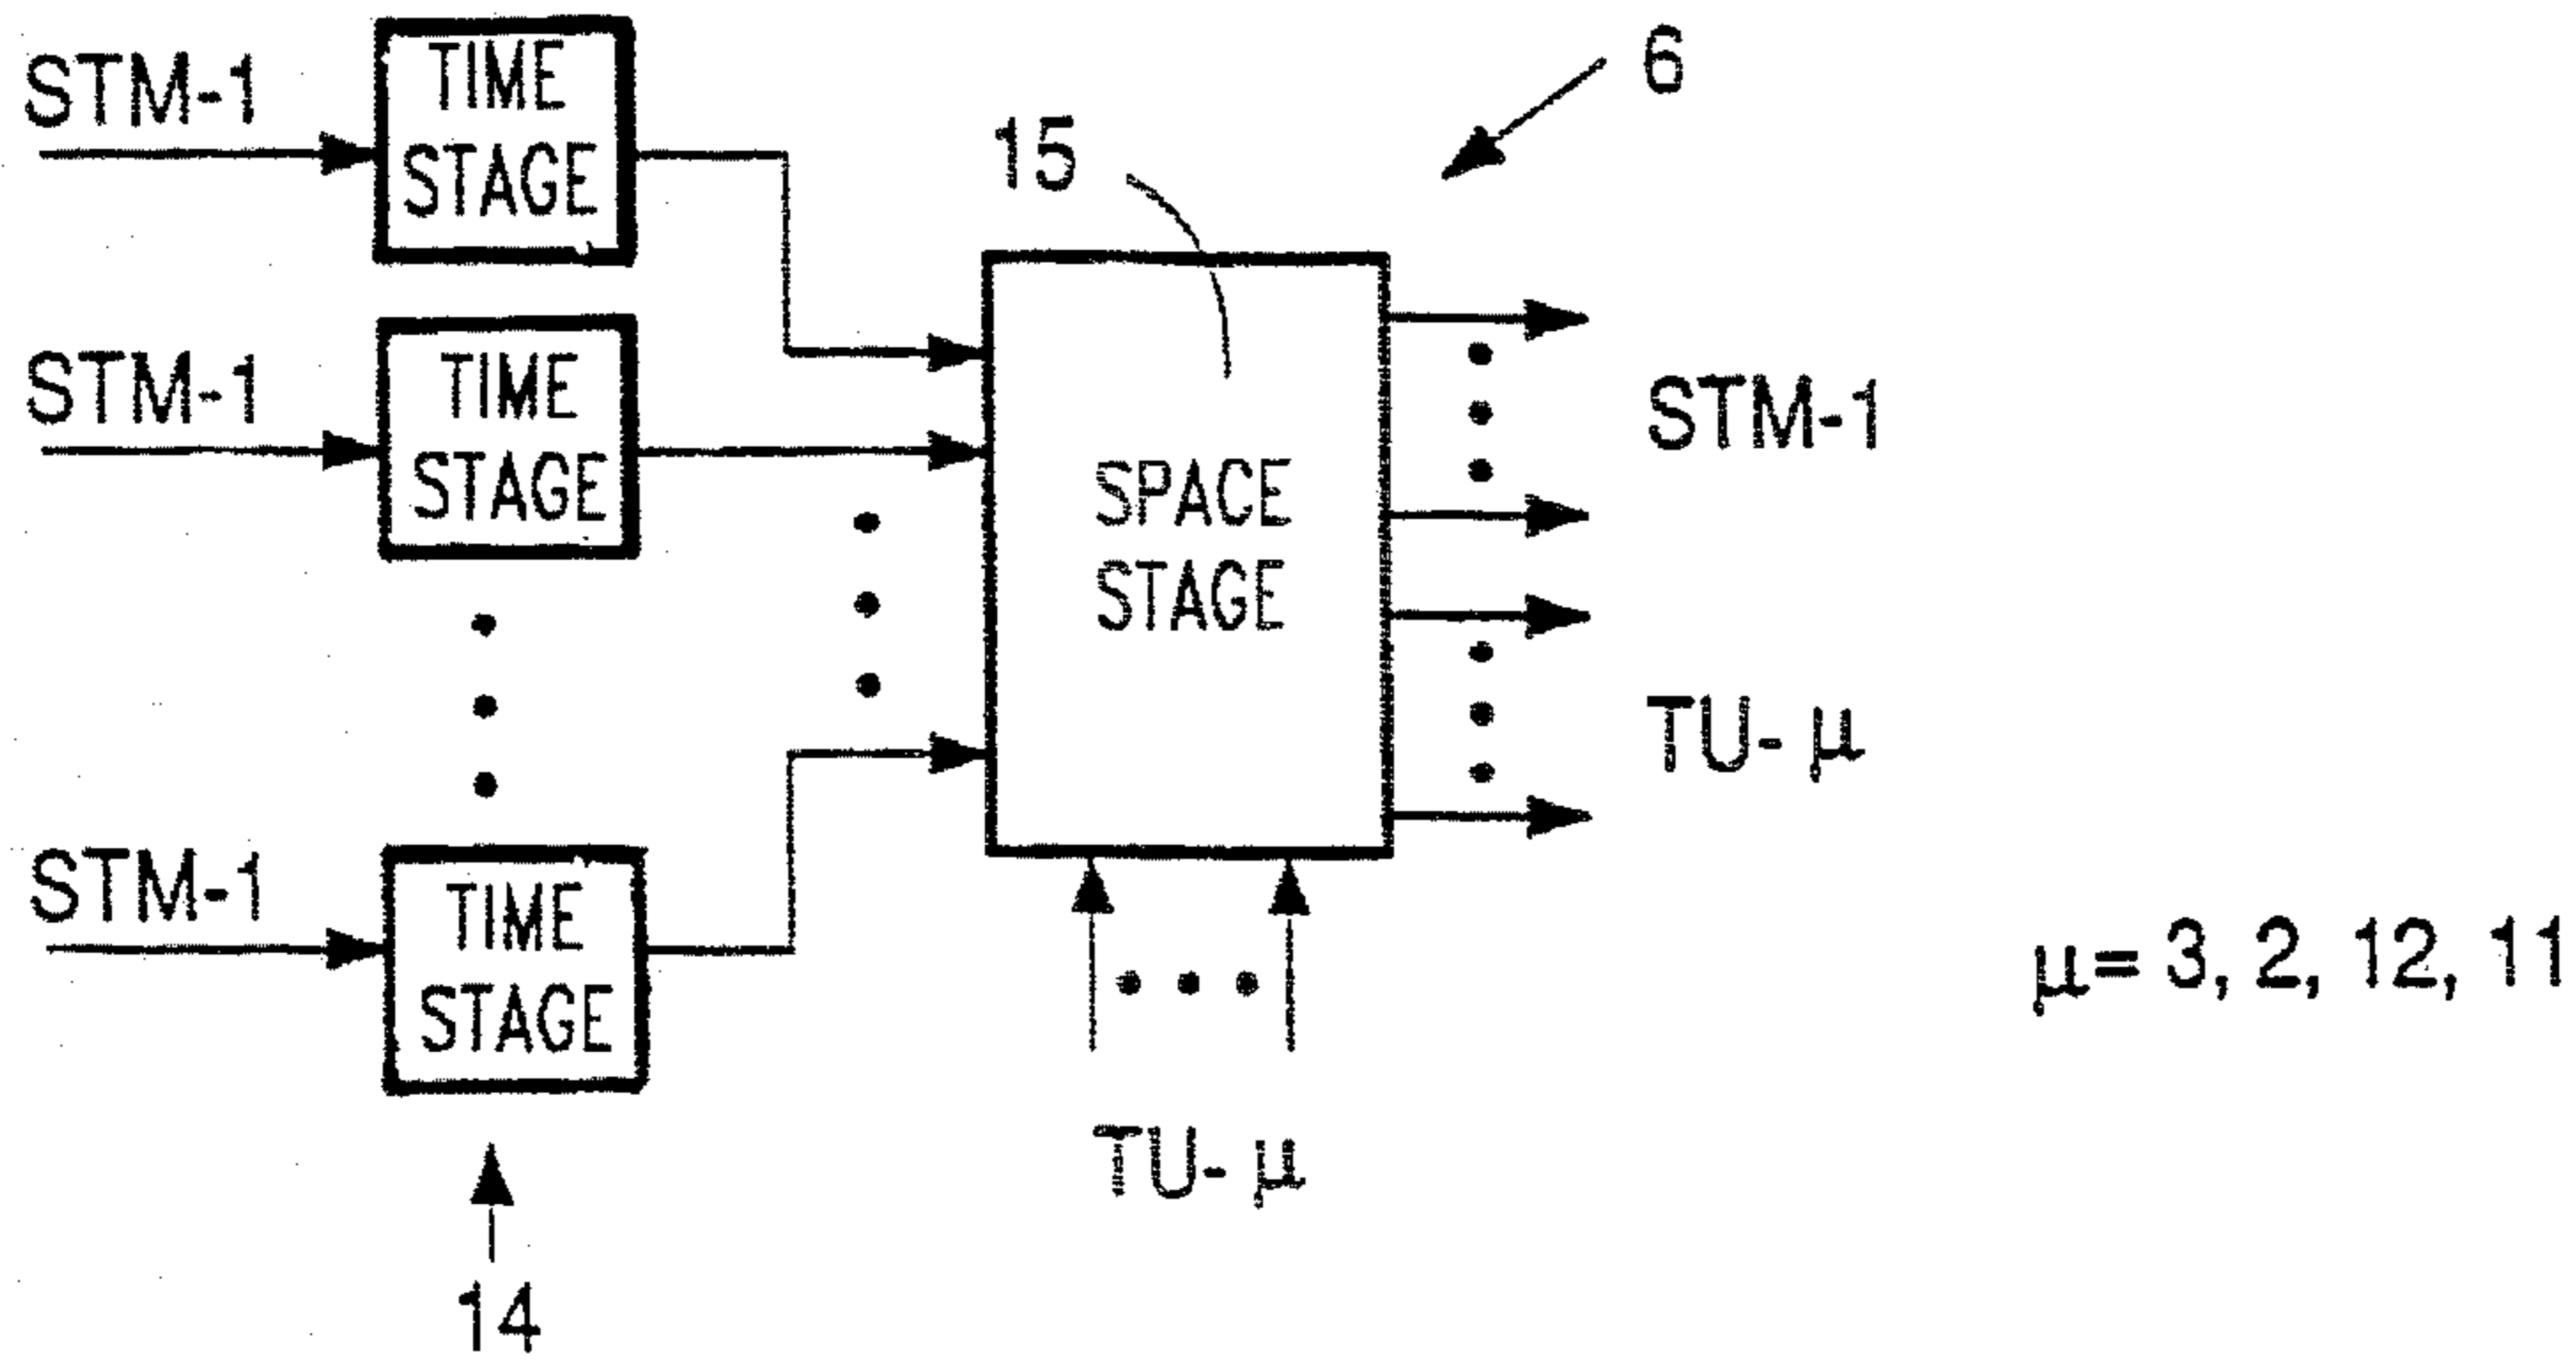 6
STM-1
TIME
STAGE
15
STM-1
TIME
STAGE
STM-1
SPACE
STAGE
TU- μ
STM-1
TIME
STAGE
μ= 3, 2, 12, 11
TU- μ
14